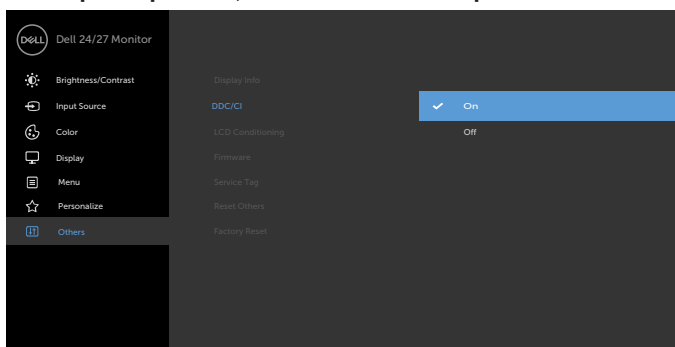 DELL Dell 24/27 Monitor
Brightness/Contrast
Input Source
Color
Display
Menu
Personalize
Others
Display Info
DDC/CI
LCD Conditioning
Firmware
Service Tag
Reset Others
Factory Reset
On
Off